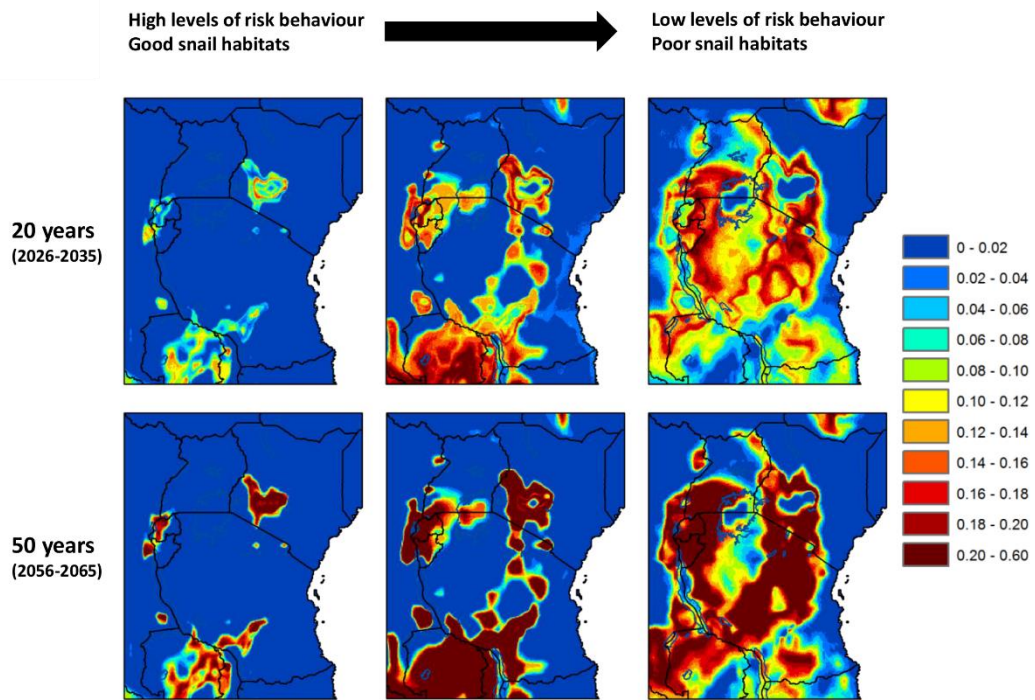 High levels of risk behaviour
Good snail habitats
Low levels of risk behaviour
Poor snail habitats
20 years
(2026-2035)
50 years
(2056-2065)
0 - 0.02
0.02 - 0.04
0.04 - 0.06
0.06 - 0.08
0.08 - 0.10
0.10 - 0.12
0.12 - 0.14
0.14 - 0.16
0.16 - 0.18
0.18 - 0.20
0.20 - 0.60